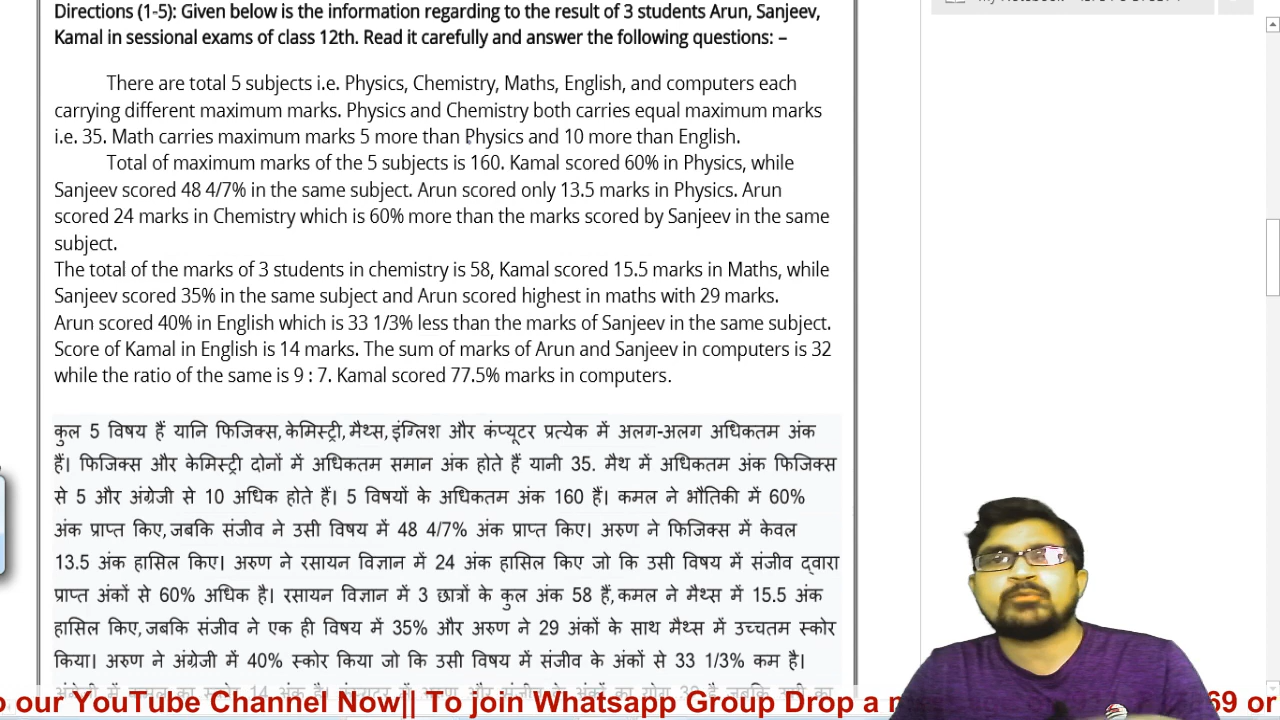 Directions (1-5): Given below is the information regarding to the result of 3 students Arun, Sanjeev,
Kamal in sessional exams of class 12th. Read it carefully and answer the following questions: –
There are total 5 subjects i.e. Physics, Chemistry, Maths, English, and computers each
carrying different maximum marks. Physics and Chemistry both carries equal maximum marks
i.e. 35. Math carries maximum marks 5 more than Physics and 10 more than English.
Total of maximum marks of the 5 subjects is 160. Kamal scored 60% in Physics, while
Sanjeev scored 48 4/7% in the same subject. Arun scored only 13.5 marks in Physics. Arun
scored 24 marks in Chemistry which is 60% more than the marks scored by Sanjeev in the same
subject.
The total of the marks of 3 students in chemistry is 58, Kamal scored 15.5 marks in Maths, while
Sanjeev scored 35% in the same subject and Arun scored highest in maths with 29 marks.
Arun scored 40% in English which is 33 1/3% less than the marks of Sanjeev in the same subject.
Score of Kamal in English is 14 marks. The sum of marks of Arun and Sanjeev in computers is 32
while the ratio of the same is 9 : 7. Kamal scored 77.5% marks in computers.
कुल 5 विषय हैं यानि फिजिक्स, केमिस्ट्री, मैथ्स, इंग्लिश और कंप्यूटर प्रत्येक में अलग-अलग अधिकतम अंक
हैं। फिजिक्स और केमिस्ट्री दोनों में अधिकतम समान अंक होते हैं यानी 35. मैथ में अधिकतम अंक फिजिक्स
से 5 और अंग्रेजी से 10 अधिक होते हैं। 5 विषयों के अधिकतम अंक 160 हैं। कमल ने भौतिकी में 60%
अंक प्राप्त किए, जबकि संजीव ने उसी विषय में 48 4/7% अंक प्राप्त किए। अरुण ने फिजिक्स में केवल
13.5 अंक हासिल किए। अरुण ने रसायन विज्ञान में 24 अंक हासिल किए जो कि उसी विषय में संजीव द्वारा
प्राप्त अंकों से 60% अधिक है। रसायन विज्ञान में 3 छात्रों के कुल अंक 58 हैं, कमल ने मैथ्स में 15.5 अंक
हासिल किए, जबकि संजीव ने एक ही विषय में 35% और अरुण ने 29 अंकों के साथ मैथ्स में उच्चतम स्कोर
किया। अरुण ने अंग्रेजी में 40% स्कोर किया जो कि उसी विषय में संजीव के अंकों से 33 1/3% कम है।
our YouTube Channel Now|| To join Whatsapp Group Drop a 69 or